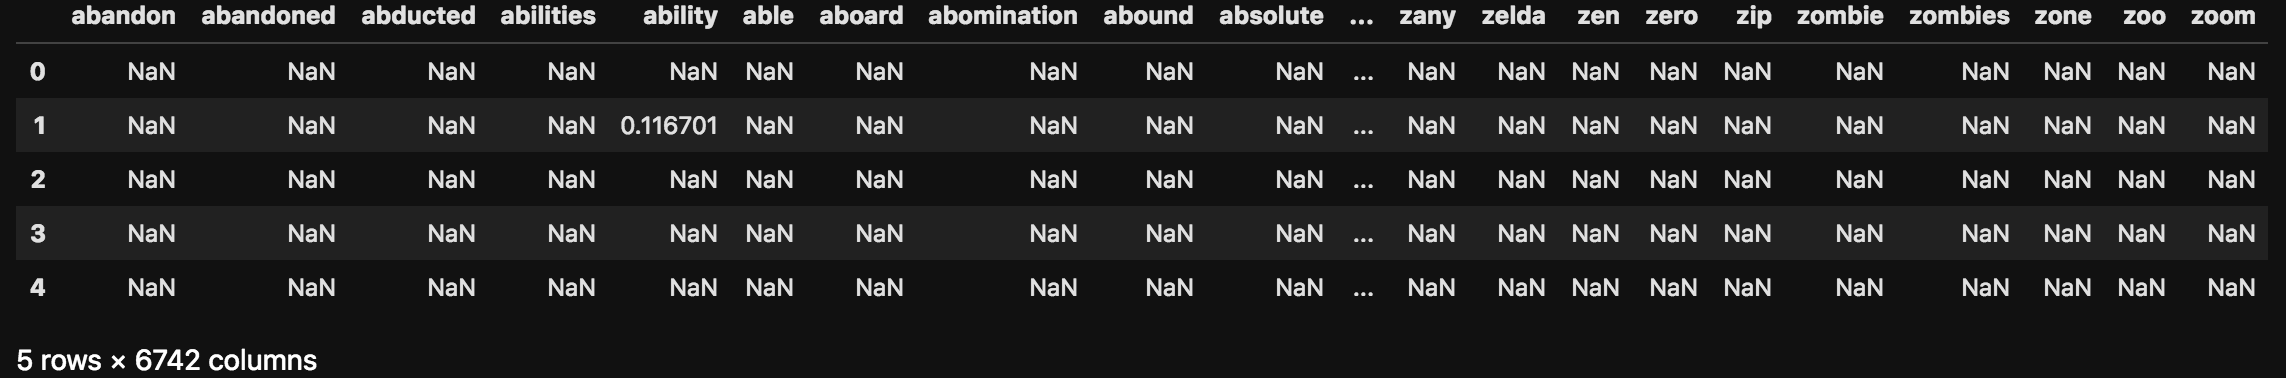 abandon abandoned abducted abilities ability able aboard abomination abound absolute ... zany zelda zen zero zip zombie zombies zone zoo zoom
0 NaN NaN NaN NaN NaN NaN NaN NaN NaN NaN ... NaN NaN NaN NaN NaN NaN NaN NaN NaN NaN
1 NaN NaN NaN NaN 0.116701 NaN NaN NaN NaN NaN ... NaN NaN NaN NaN NaN NaN NaN NaN NaN NaN
2 NaN NaN NaN NaN NaN NaN NaN NaN NaN NaN ... NaN NaN NaN NaN NaN NaN NaN NaN NaN NaN
3 NaN NaN NaN NaN NaN NaN NaN NaN NaN NaN ... NaN NaN NaN NaN NaN NaN NaN NaN NaN NaN
4 NaN NaN NaN NaN NaN NaN NaN NaN NaN NaN ... NaN NaN NaN NaN NaN NaN NaN NaN NaN NaN
5 rows × 6742 columns